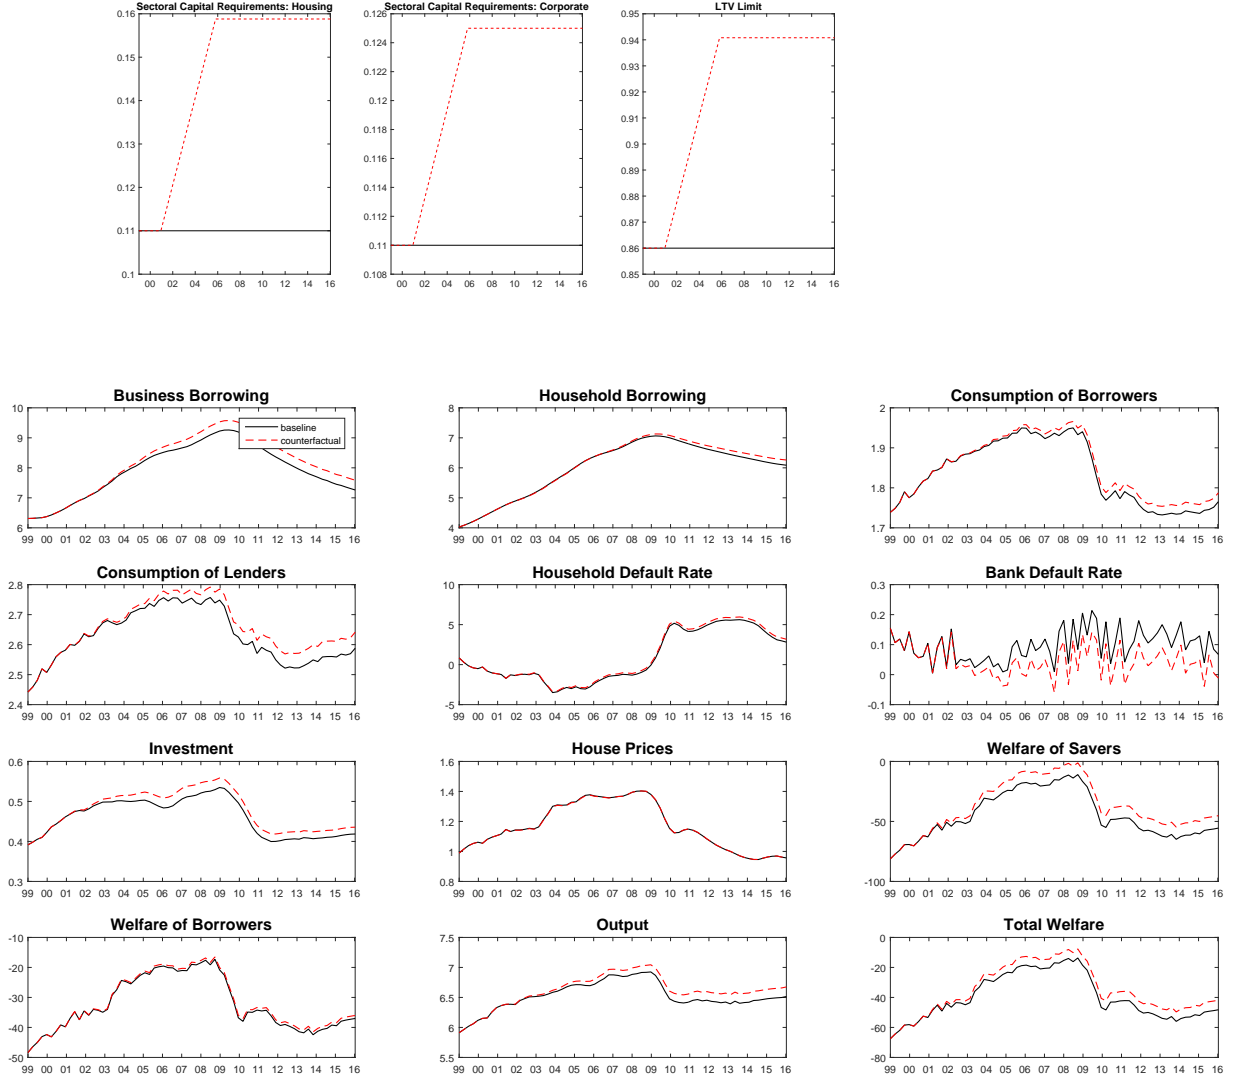 Sectoral Capital Requirements: Housing
Sectoral Capital Requirements: Corporate
LTV Limit
0.16
0.15
0.14
0.13
0.12
0.11
0.1
00 02 04 06 08 10 12 14 16
0.126
0.124
0.122
0.12
0.118
0.116
0.114
0.112
0.11
0.108
00 02 04 06 08 10 12 14 16
0.95
0.94
0.93
0.92
0.91
0.9
0.89
0.88
0.87
0.86
0.85
00 02 04 06 08 10 12 14 16
Business Borrowing
10
9
8
7
6
baseline
counterfactual
99 00 01 02 03 04 05 06 07 08 09 10 11 12 13 14 15 16
Household Borrowing
8
7
6
5
4
99 00 01 02 03 04 05 06 07 08 09 10 11 12 13 14 15 16
Consumption of Borrowers
2
1.9
1.8
1.7
99 00 01 02 03 04 05 06 07 08 09 10 11 12 13 14 15 16
Consumption of Lenders
2.8
2.7
2.6
2.5
2.4
99 00 01 02 03 04 05 06 07 08 09 10 11 12 13 14 15 16
Household Default Rate
10
5
0
-5
99 00 01 02 03 04 05 06 07 08 09 10 11 12 13 14 15 16
Bank Default Rate
0.3
0.2
0.1
0
-0.1
99 00 01 02 03 04 05 06 07 08 09 10 11 12 13 14 15 16
Investment
0.6
0.5
0.4
0.3
99 00 01 02 03 04 05 06 07 08 09 10 11 12 13 14 15 16
House Prices
1.6
1.4
1.2
1
0.8
99 00 01 02 03 04 05 06 07 08 09 10 11 12 13 14 15 16
Welfare of Savers
0
-50
-100
99 00 01 02 03 04 05 06 07 08 09 10 11 12 13 14 15 16
Welfare of Borrowers
-10
-20
-30
-40
-50
99 00 01 02 03 04 05 06 07 08 09 10 11 12 13 14 15 16
Output
7.5
7
6.5
6
5.5
99 00 01 02 03 04 05 06 07 08 09 10 11 12 13 14 15 16
Total Welfare
0
-20
-40
-60
-80
99 00 01 02 03 04 05 06 07 08 09 10 11 12 13 14 15 16